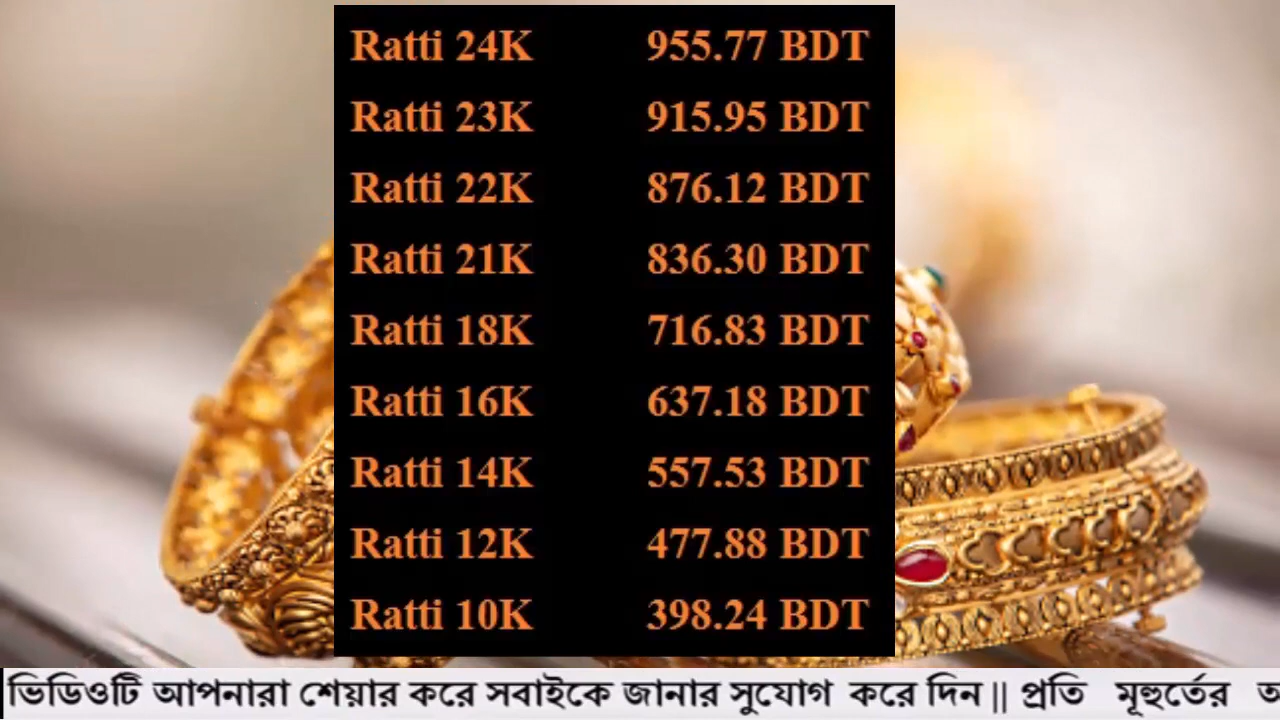 Ratti 24K 955.77 BDT
Ratti 23K 915.95 BDT
Ratti 22K 876.12 BDT
Ratti 21K 836.30 BDT
Ratti 18K 716.83 BDT
Ratti 16K 637.18 BDT
Ratti 14K 557.53 BDT
Ratti 12K 477.88 BDT
Ratti 10K 398.24 BDT
ভিডিওটি আপনারা শেয়ার করে সবাইকে জানার সুযোগ করে দিন || প্রতি মূহুর্তের